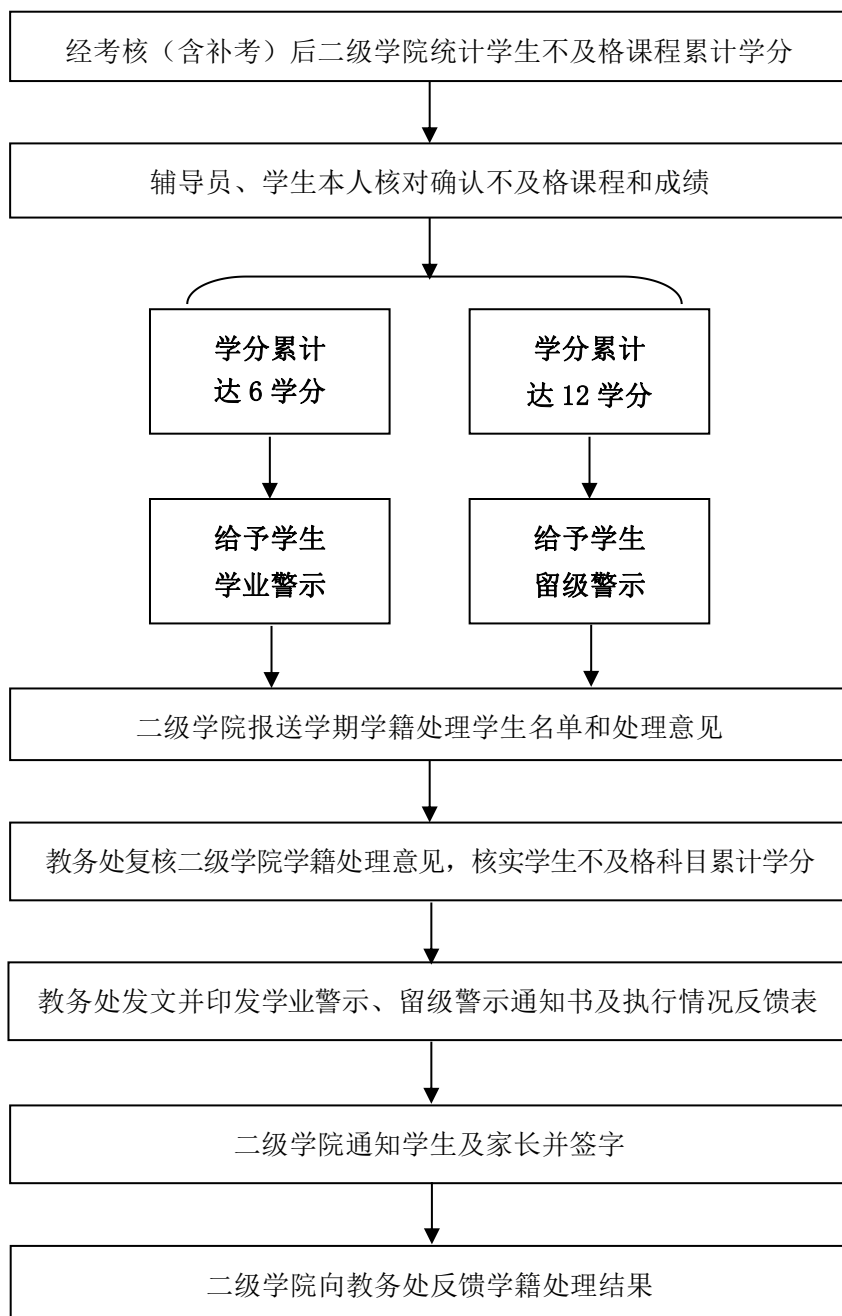 经考核（含补考）后二级学院统计学生不及格课程累计学分
辅导员、学生本人核对确认不及格课程和成绩
学分累计
达 6 学分
学分累计
达 12 学分
给予学生
学业警示
给予学生
留级警示
二级学院报送学期学籍处理学生名单和处理意见
教务处复核二级学院学籍处理意见，核实学生不及格科目累计学分
教务处发文并印发学业警示、留级警示通知书及执行情况反馈表
二级学院通知学生及家长并签字
二级学院向教务处反馈学籍处理结果